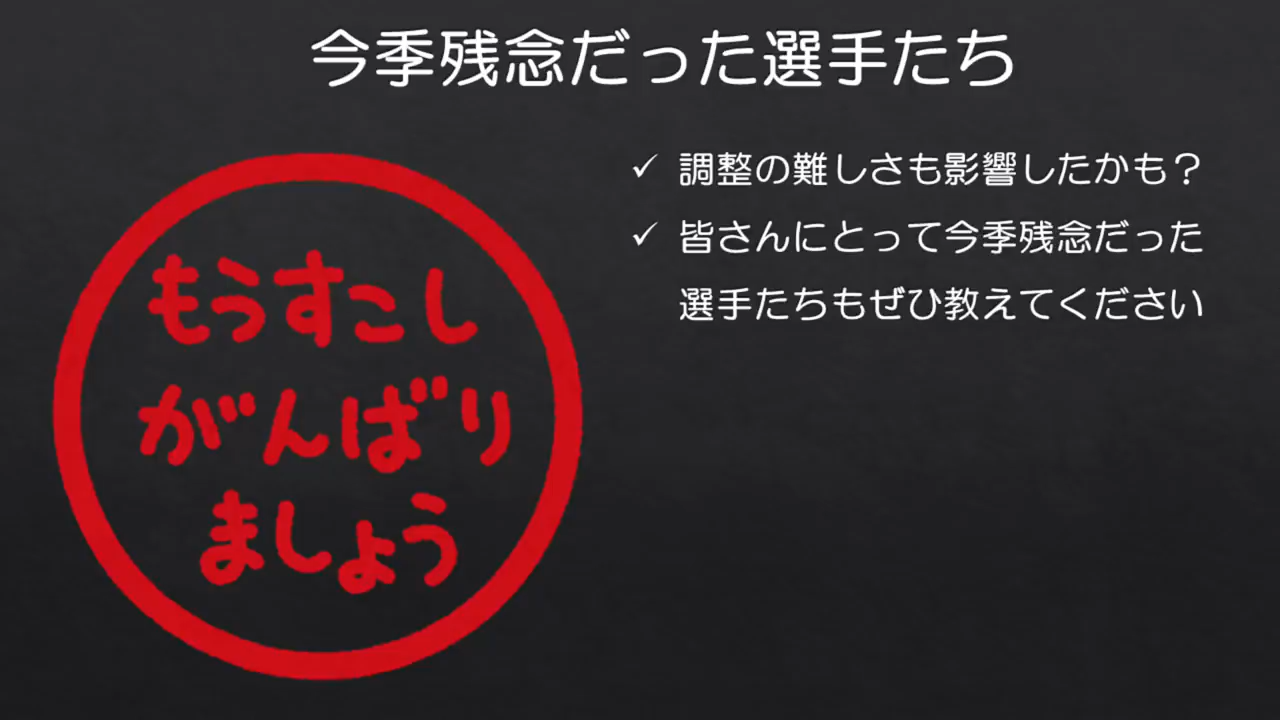 今季残念だった選手たち
もうすこし
がんばり
ましょう
✓ 調整の難しさも影響したかも？
✓ 皆さんにとって今季残念だった
選手たちもぜひ教えてください